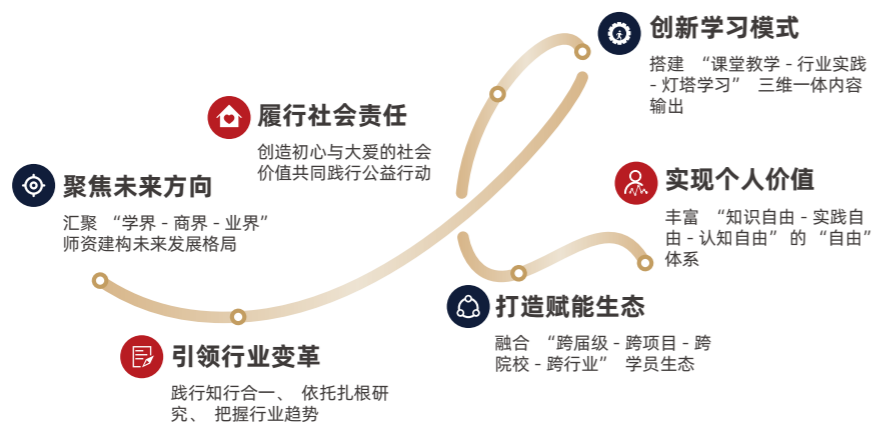 创新学习模式
搭建 “课堂教学 - 行业实践
- 灯塔学习” 三维一体内容
输出
履行社会责任
创造初心与大爱的社会
价值共同践行公益行动
聚焦未来方向
汇聚 “学界 - 商界 - 业界”
师资建构未来发展格局
实现个人价值
丰富 “知识自由 - 实践自
由 - 认知自由” 的 “自由”
体系
打造赋能生态
融合 “跨届级 - 跨项目 - 跨
院校 - 跨行业” 学员生态
引领行业变革
践行知行合一、 依托扎根研
究、 把握行业趋势